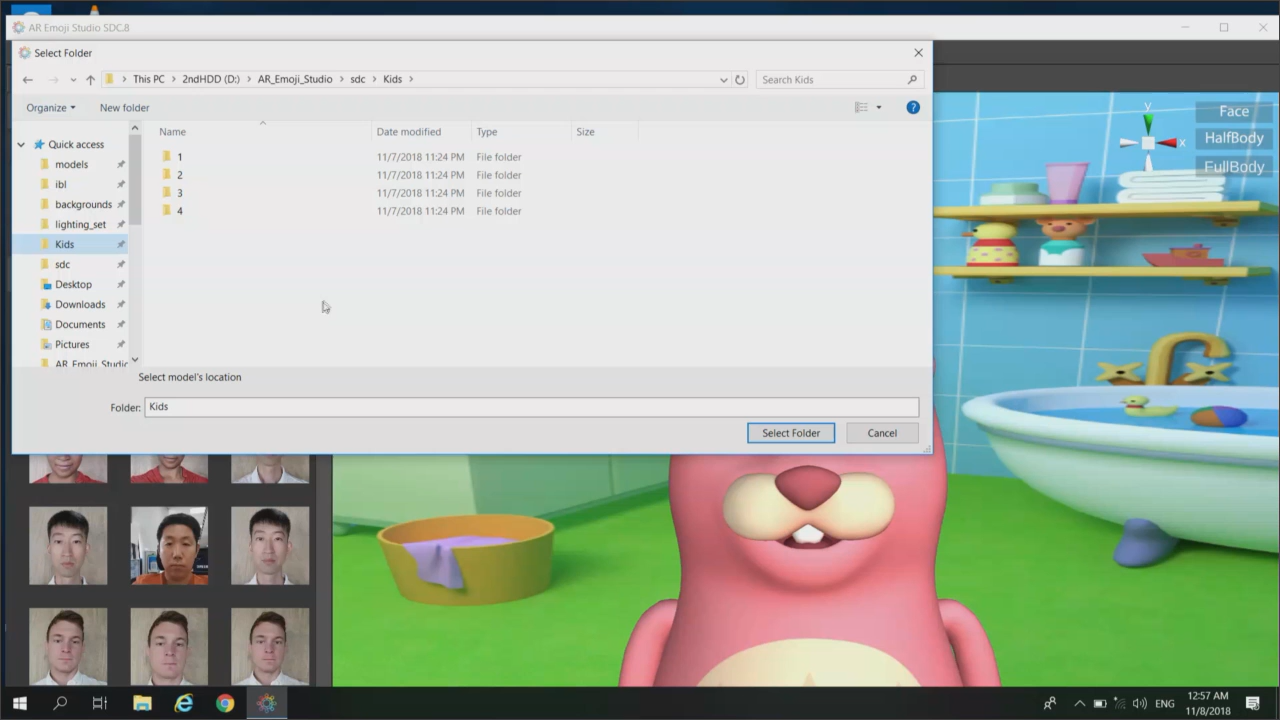 AR Emoji Studio SDC.8
Select Folder
This PC > 2ndHDD (D:) > AR_Emoji_Studio > sdc > Kids >
Search Kids
Organize
New folder
Name
Date modified
Type
Size
1 11/7/2018 11:24 PM File folder
2 11/7/2018 11:24 PM File folder
3 11/7/2018 11:24 PM File folder
4 11/7/2018 11:24 PM File folder
Quick access
models
ibl
backgrounds
lighting_set
Kids
sdc
Desktop
Downloads
Documents
Pictures
AR_Emoji_Studio
Select model's location
Folder: Kids
Select Folder
Cancel
y
x
Face
HalfBody
FullBody
ENG
12:57 AM
11/8/2018